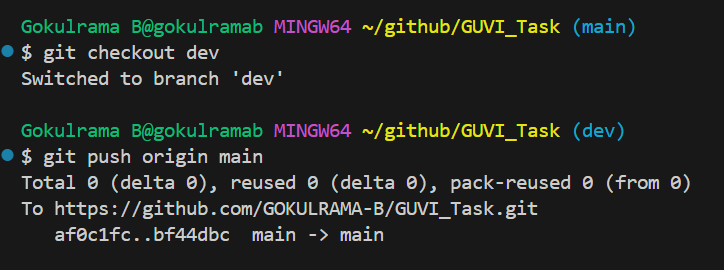 Gokulrama B@gokulramab MINGW64 ~/github/GUVI_Task (main)
$ git checkout dev
Switched to branch 'dev'
Gokulrama B@gokulramab MINGW64 ~/github/GUVI_Task (dev)
$ git push origin main
Total 0 (delta 0), reused 0 (delta 0), pack-reused 0 (from 0)
To https://github.com/GOKULRAMA-B/GUVI_Task.git
   af0c1fc..bf44dbc  main -> main